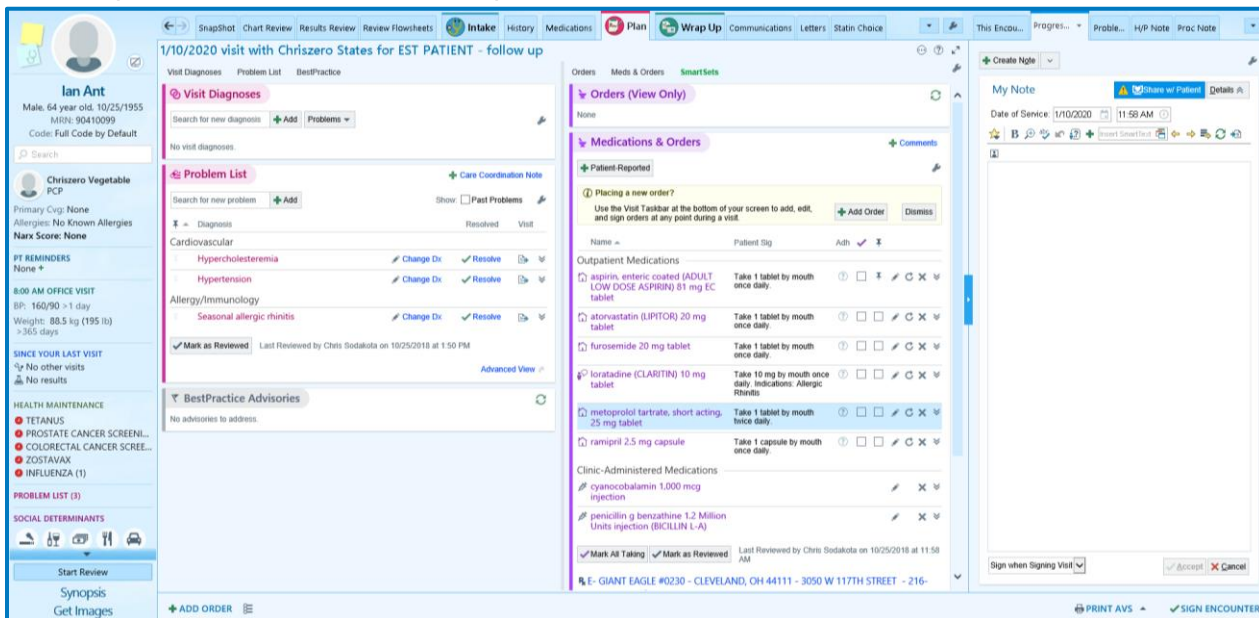 SnapShot Chart Review Results Review Review Flowsheets Intake History Medications Plan Wrap Up Communications Letters Statin Choice
This Encou... Progres... Proble... H/P Note Proc Note
Ian Ant
Male, 64 year old, 10/25/1955
MRN: 90410099
Code: Full Code by Default
Search
Chriszero Vegetable
PCP
Primary Cvg: None
Allergies: No Known Allergies
Narx Score: None
PT REMINDERS
None +
8:00 AM OFFICE VISIT
BP: 160/90 >1 day
Weight: 88.5 kg (195 lb)
>365 days
SINCE YOUR LAST VISIT
No other visits
No results
HEALTH MAINTENANCE
TETANUS
PROSTATE CANCER SCREENI...
COLORECTAL CANCER SCREE...
ZOSTAVAX
INFLUENZA (1)
PROBLEM LIST (3)
SOCIAL DETERMINANTS
Start Review
Synopsis
Get Images
1/10/2020 visit with Chriszero States for EST PATIENT - follow up
Visit Diagnoses Problem List BestPractice
Visit Diagnoses
Search for new diagnosis + Add Problems
No visit diagnoses.
Problem List + Care Coordination Note
Search for new problem + Add Show: Past Problems
Diagnosis Resolved Visit
Cardiovascular
Hypercholesteremia Change Dx Resolve
Hypertension Change Dx Resolve
Allergy/Immunology
Seasonal allergic rhinitis Change Dx Resolve
Mark as Reviewed Last Reviewed by Chris Sodakota on 10/25/2018 at 1:50 PM
Advanced View
BestPractice Advisories
No advisories to address.
Orders Meds & Orders SmartSets
Orders (View Only)
None
Medications & Orders + Comments
+ Patient-Reported
Placing a new order?
Use the Visit Taskbar at the bottom of your screen to add, edit,
and sign orders at any point during a visit.
+ Add Order Dismiss
Name Patient Sig Adh
Outpatient Medications
aspirin, enteric coated (ADULT Take 1 tablet by mouth
LOW DOSE ASPIRIN) 81 mg EC once daily.
tablet
atorvastatin (LIPITOR) 20 mg Take 1 tablet by mouth
tablet once daily.
furosemide 20 mg tablet Take 1 tablet by mouth
once daily.
loratadine (CLARITIN) 10 mg Take 10 mg by mouth once
tablet daily. Indications: Allergic
Rhinitis
metoprolol tartrate, short acting, Take 1 tablet by mouth
25 mg tablet twice daily.
ramipril 2.5 mg capsule Take 1 capsule by mouth
once daily.
Clinic-Administered Medications
cyanocobalamin 1,000 mcg
injection
penicillin g benzathine 1.2 Million
Units injection (BICILLIN L-A)
Mark All Taking Mark as Reviewed Last Reviewed by Chris Sodakota on 10/25/2018 at 11:58
AM
E- GIANT EAGLE #0230 - CLEVELAND, OH 44111 - 3050 W 117TH STREET - 216-
+ Create Note
My Note Share w/ Patient Details
Date of Service: 1/10/2020 11:58 AM
B Insert SmartText
Sign when Signing Visit Accept Cancel
+ ADD ORDER
PRINT AVS SIGN ENCOUNTER